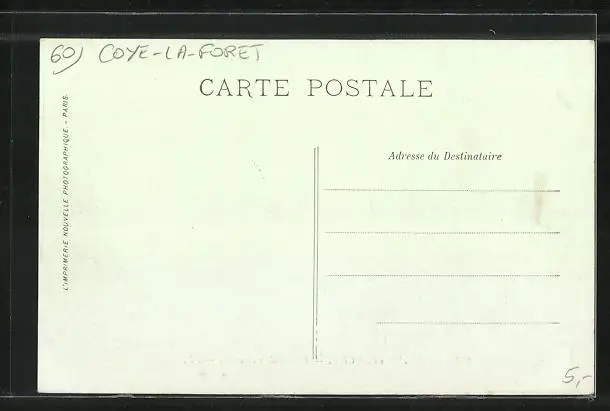 60) COYE-LA-FORET
CARTE POSTALE
Adresse du Destinataire
L'IMPRIMERIE NOUVELLE PHOTOGRAPHIQUE - PARIS.
5,-